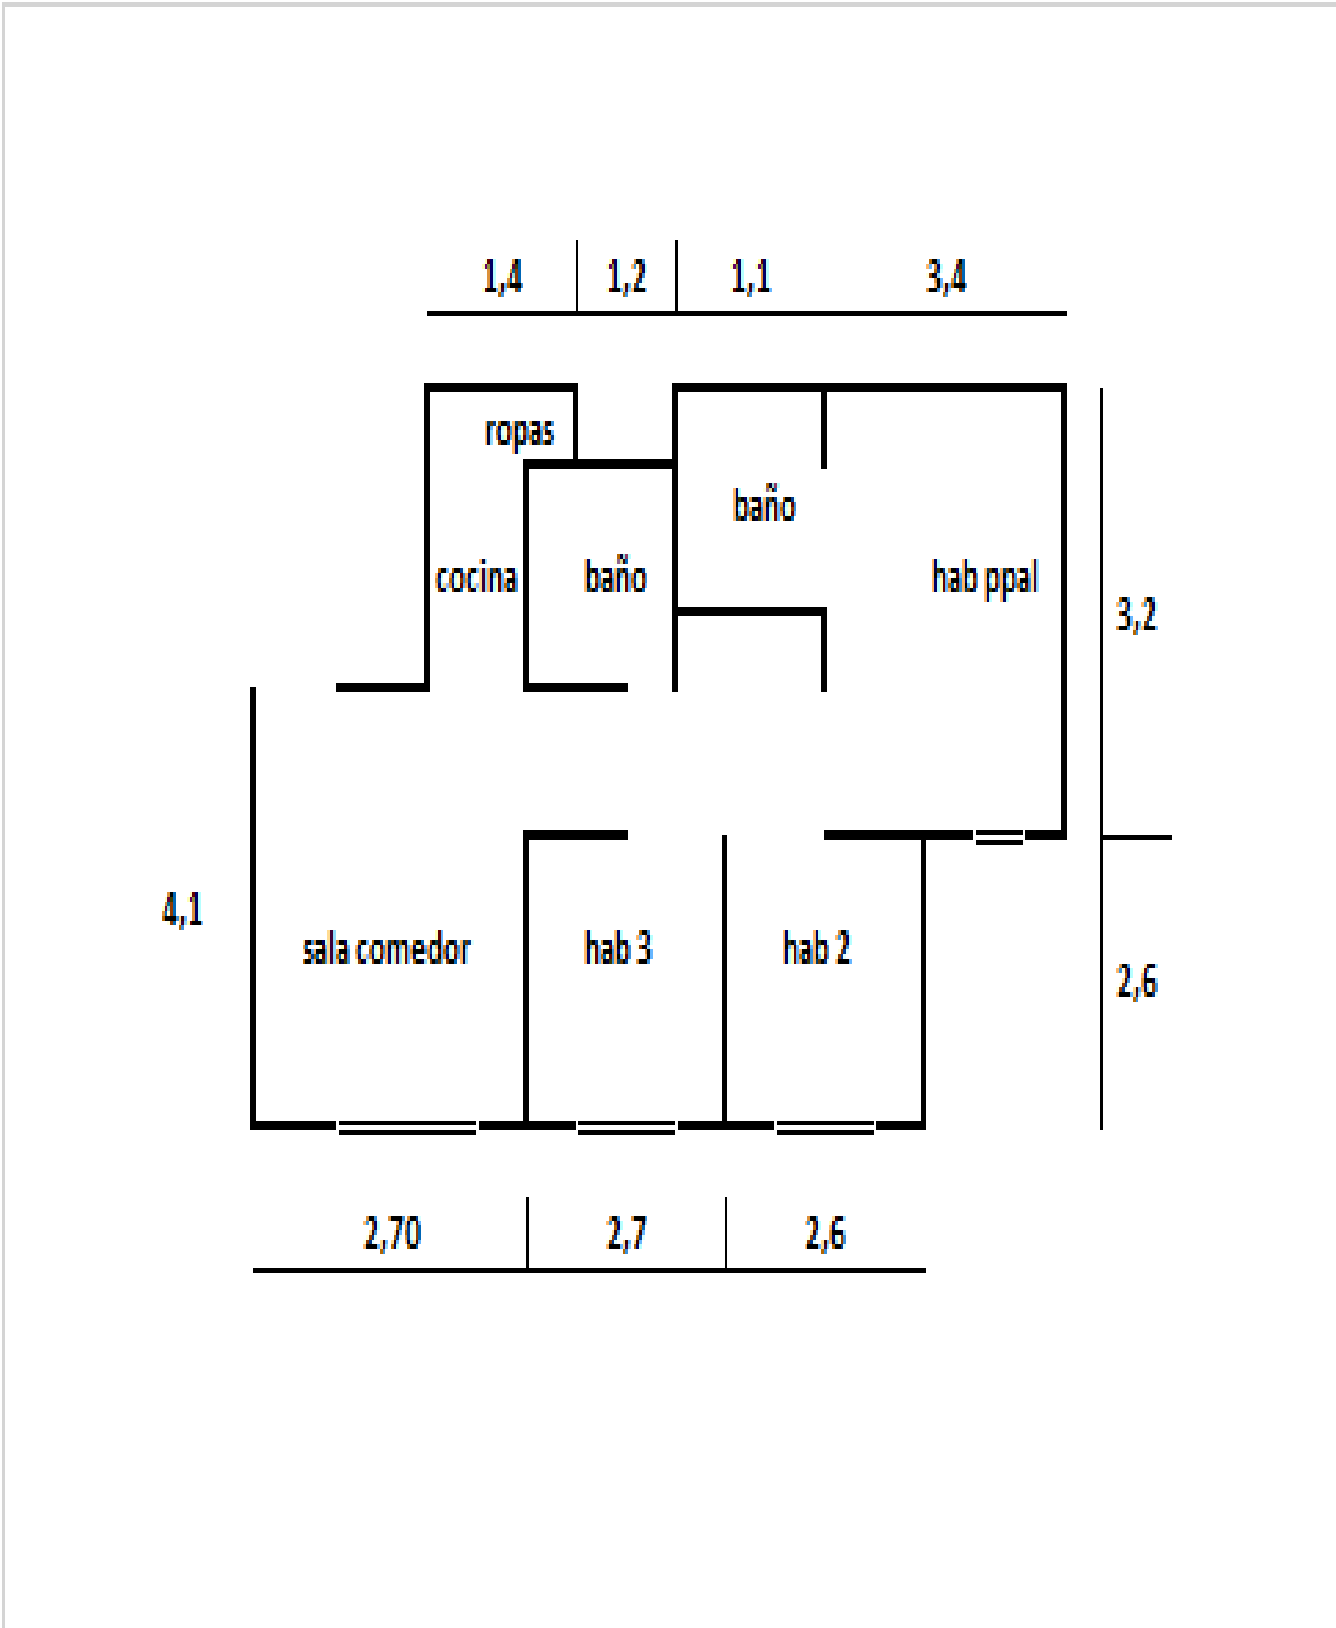 1,4 1,2 1,1 3,4
ropas
baño
cocina baño hab ppal
3,2
4,1
sala comedor hab 3 hab 2
2,6
2,70 2,7 2,6